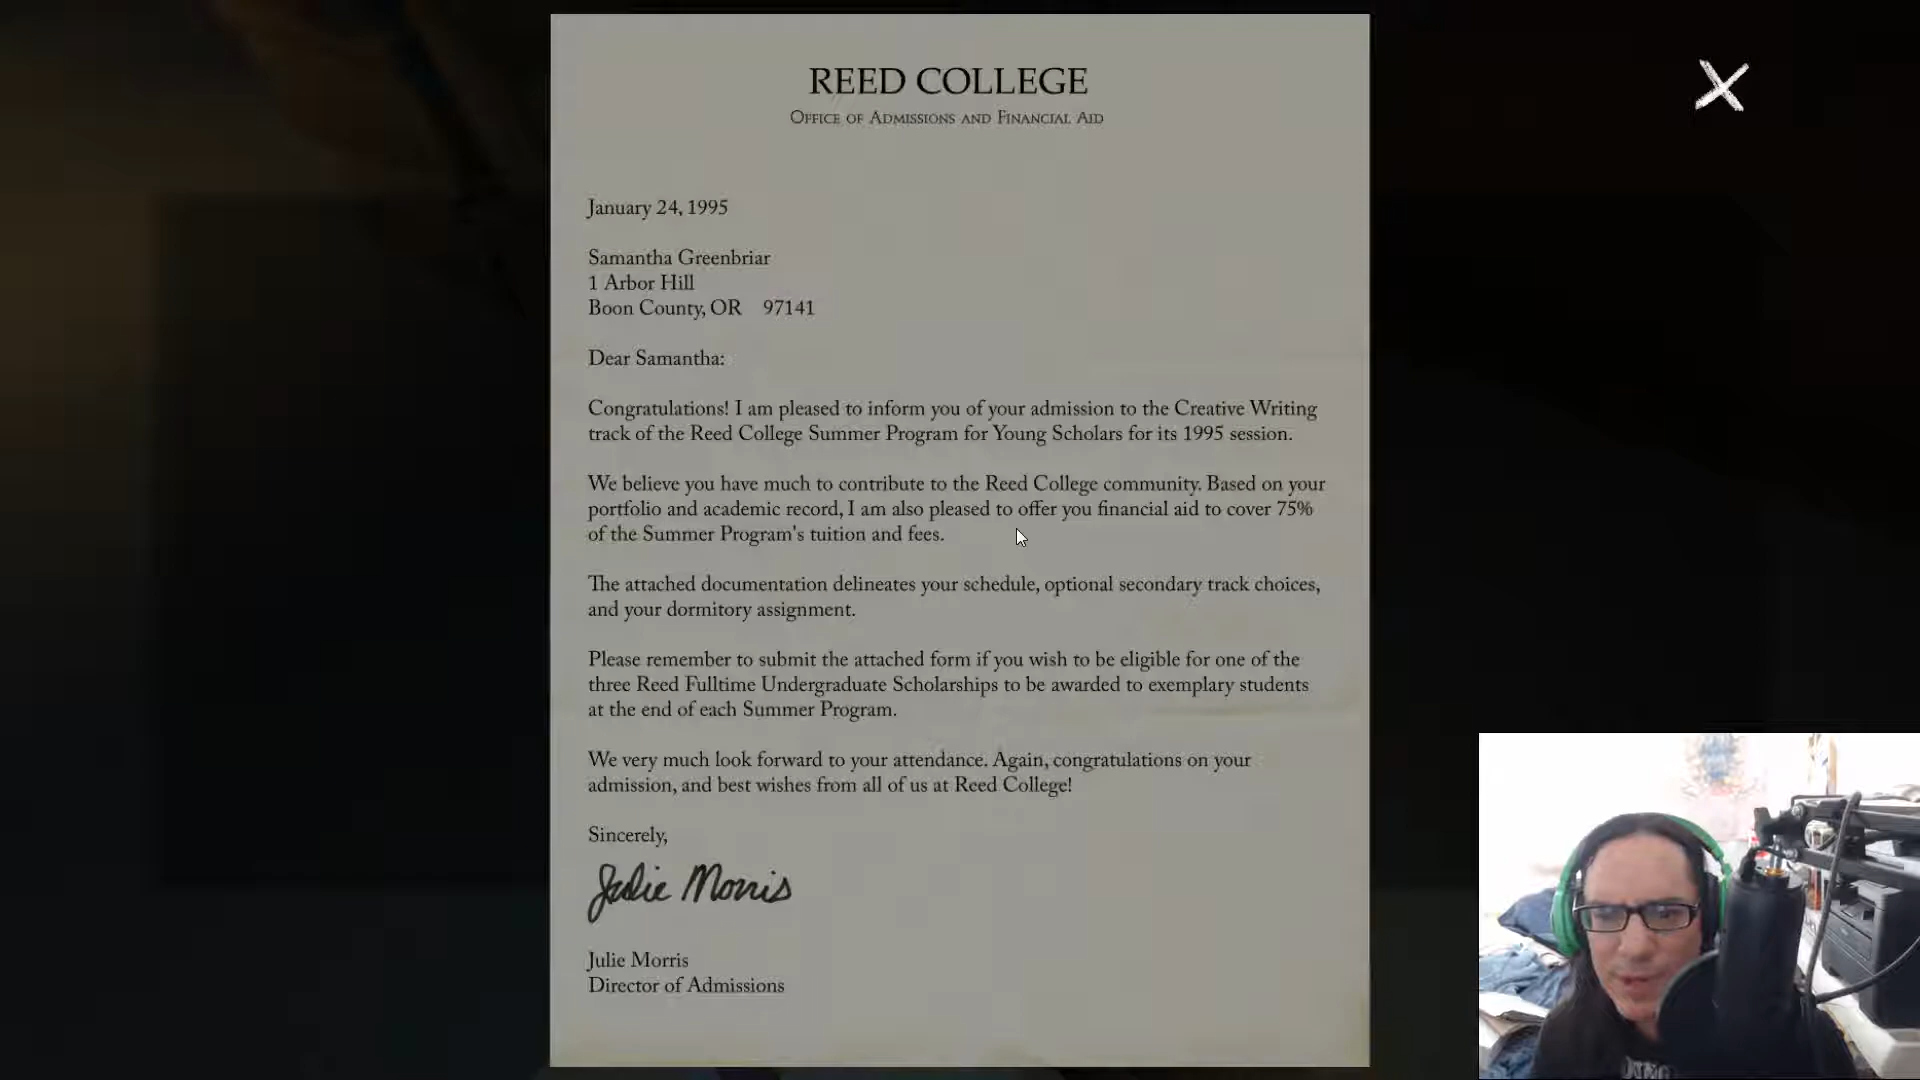 REED COLLEGE
Office of Admissions and Financial Aid
January 24, 1995
Samantha Greenbriar
1 Arbor Hill
Boon County, OR 97141
Dear Samantha:
Congratulations! I am pleased to inform you of your admission to the Creative Writing
track of the Reed College Summer Program for Young Scholars for its 1995 session.
We believe you have much to contribute to the Reed College community. Based on your
portfolio and academic record, I am also pleased to offer you financial aid to cover 75%
of the Summer Program's tuition and fees.
The attached documentation delineates your schedule, optional secondary track choices,
and your dormitory assignment.
Please remember to submit the attached form if you wish to be eligible for one of the
three Reed Fulltime Undergraduate Scholarships to be awarded to exemplary students
at the end of each Summer Program.
We very much look forward to your attendance. Again, congratulations on your
admission, and best wishes from all of us at Reed College!
Sincerely,
Julie Morris
Julie Morris
Director of Admissions